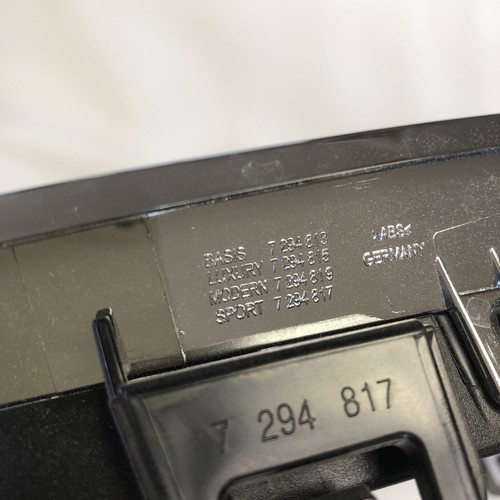 BASIS 7 294 813
LUXURY 7 294 815
MODERN 7 294 819
SPORT 7 294 817
>ABS<
GERMANY
7 294 817